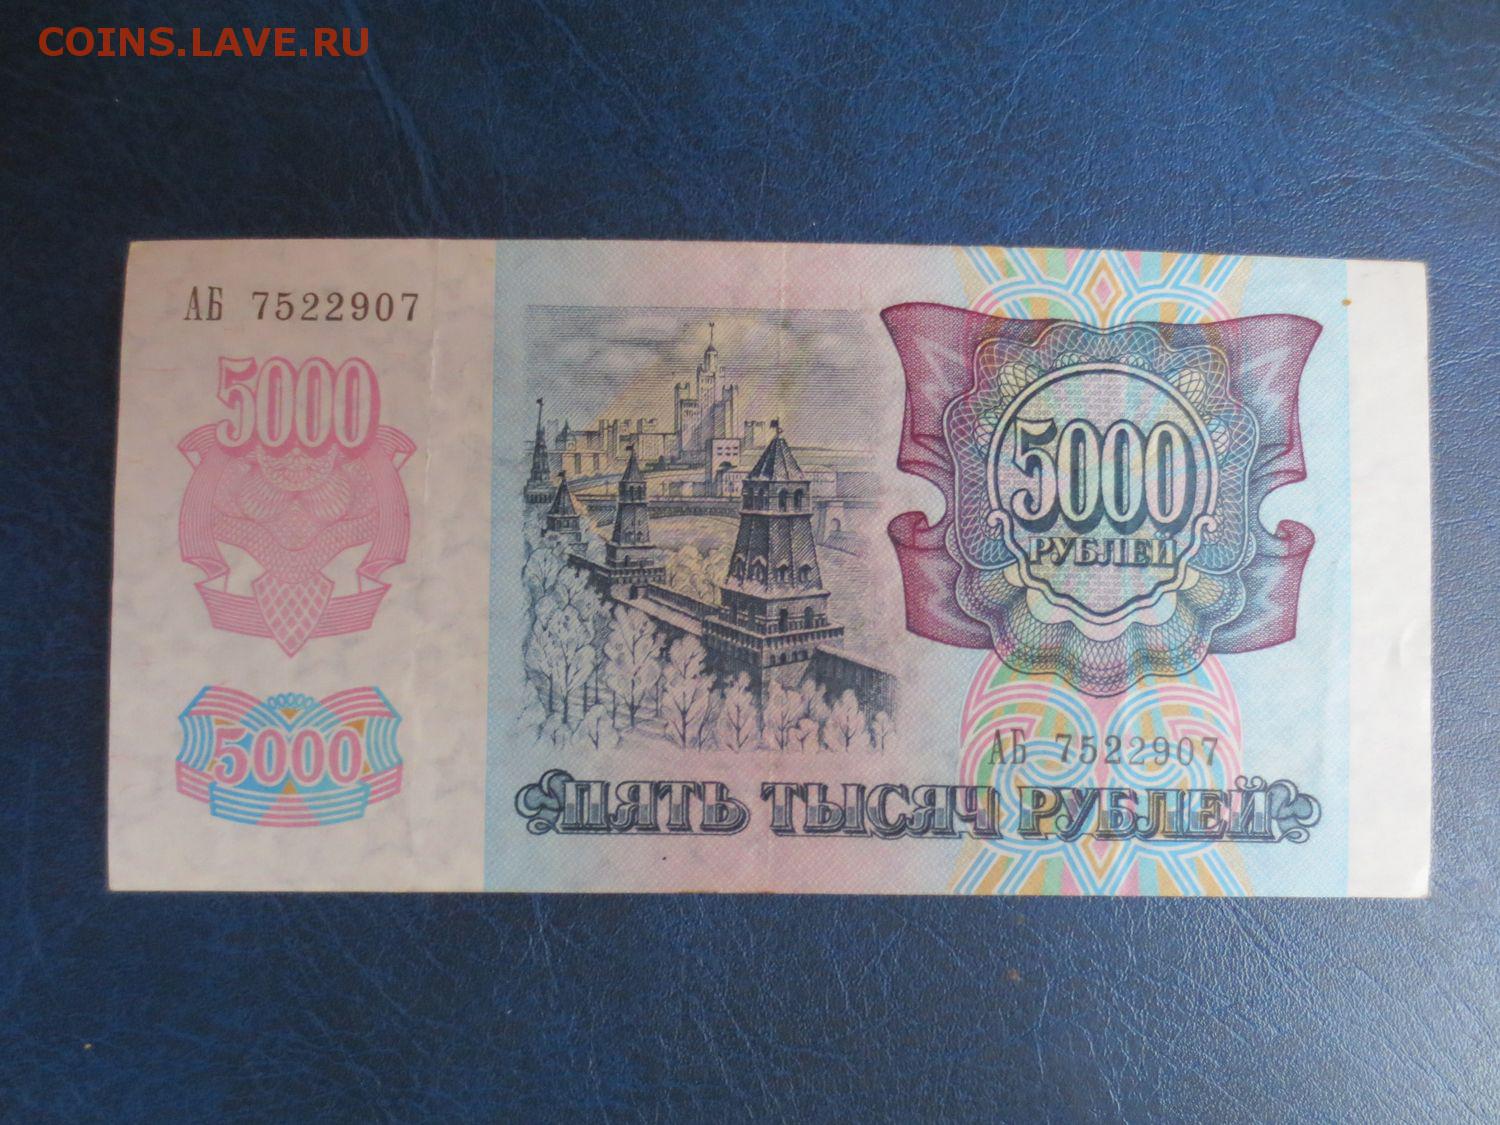 COINS.LAVE.RU
АБ 7522907
5000
5000
5000
РУБЛЕЙ
АБ 7522907
ПЯТЬ ТЫСЯЧ РУБЛЕЙ